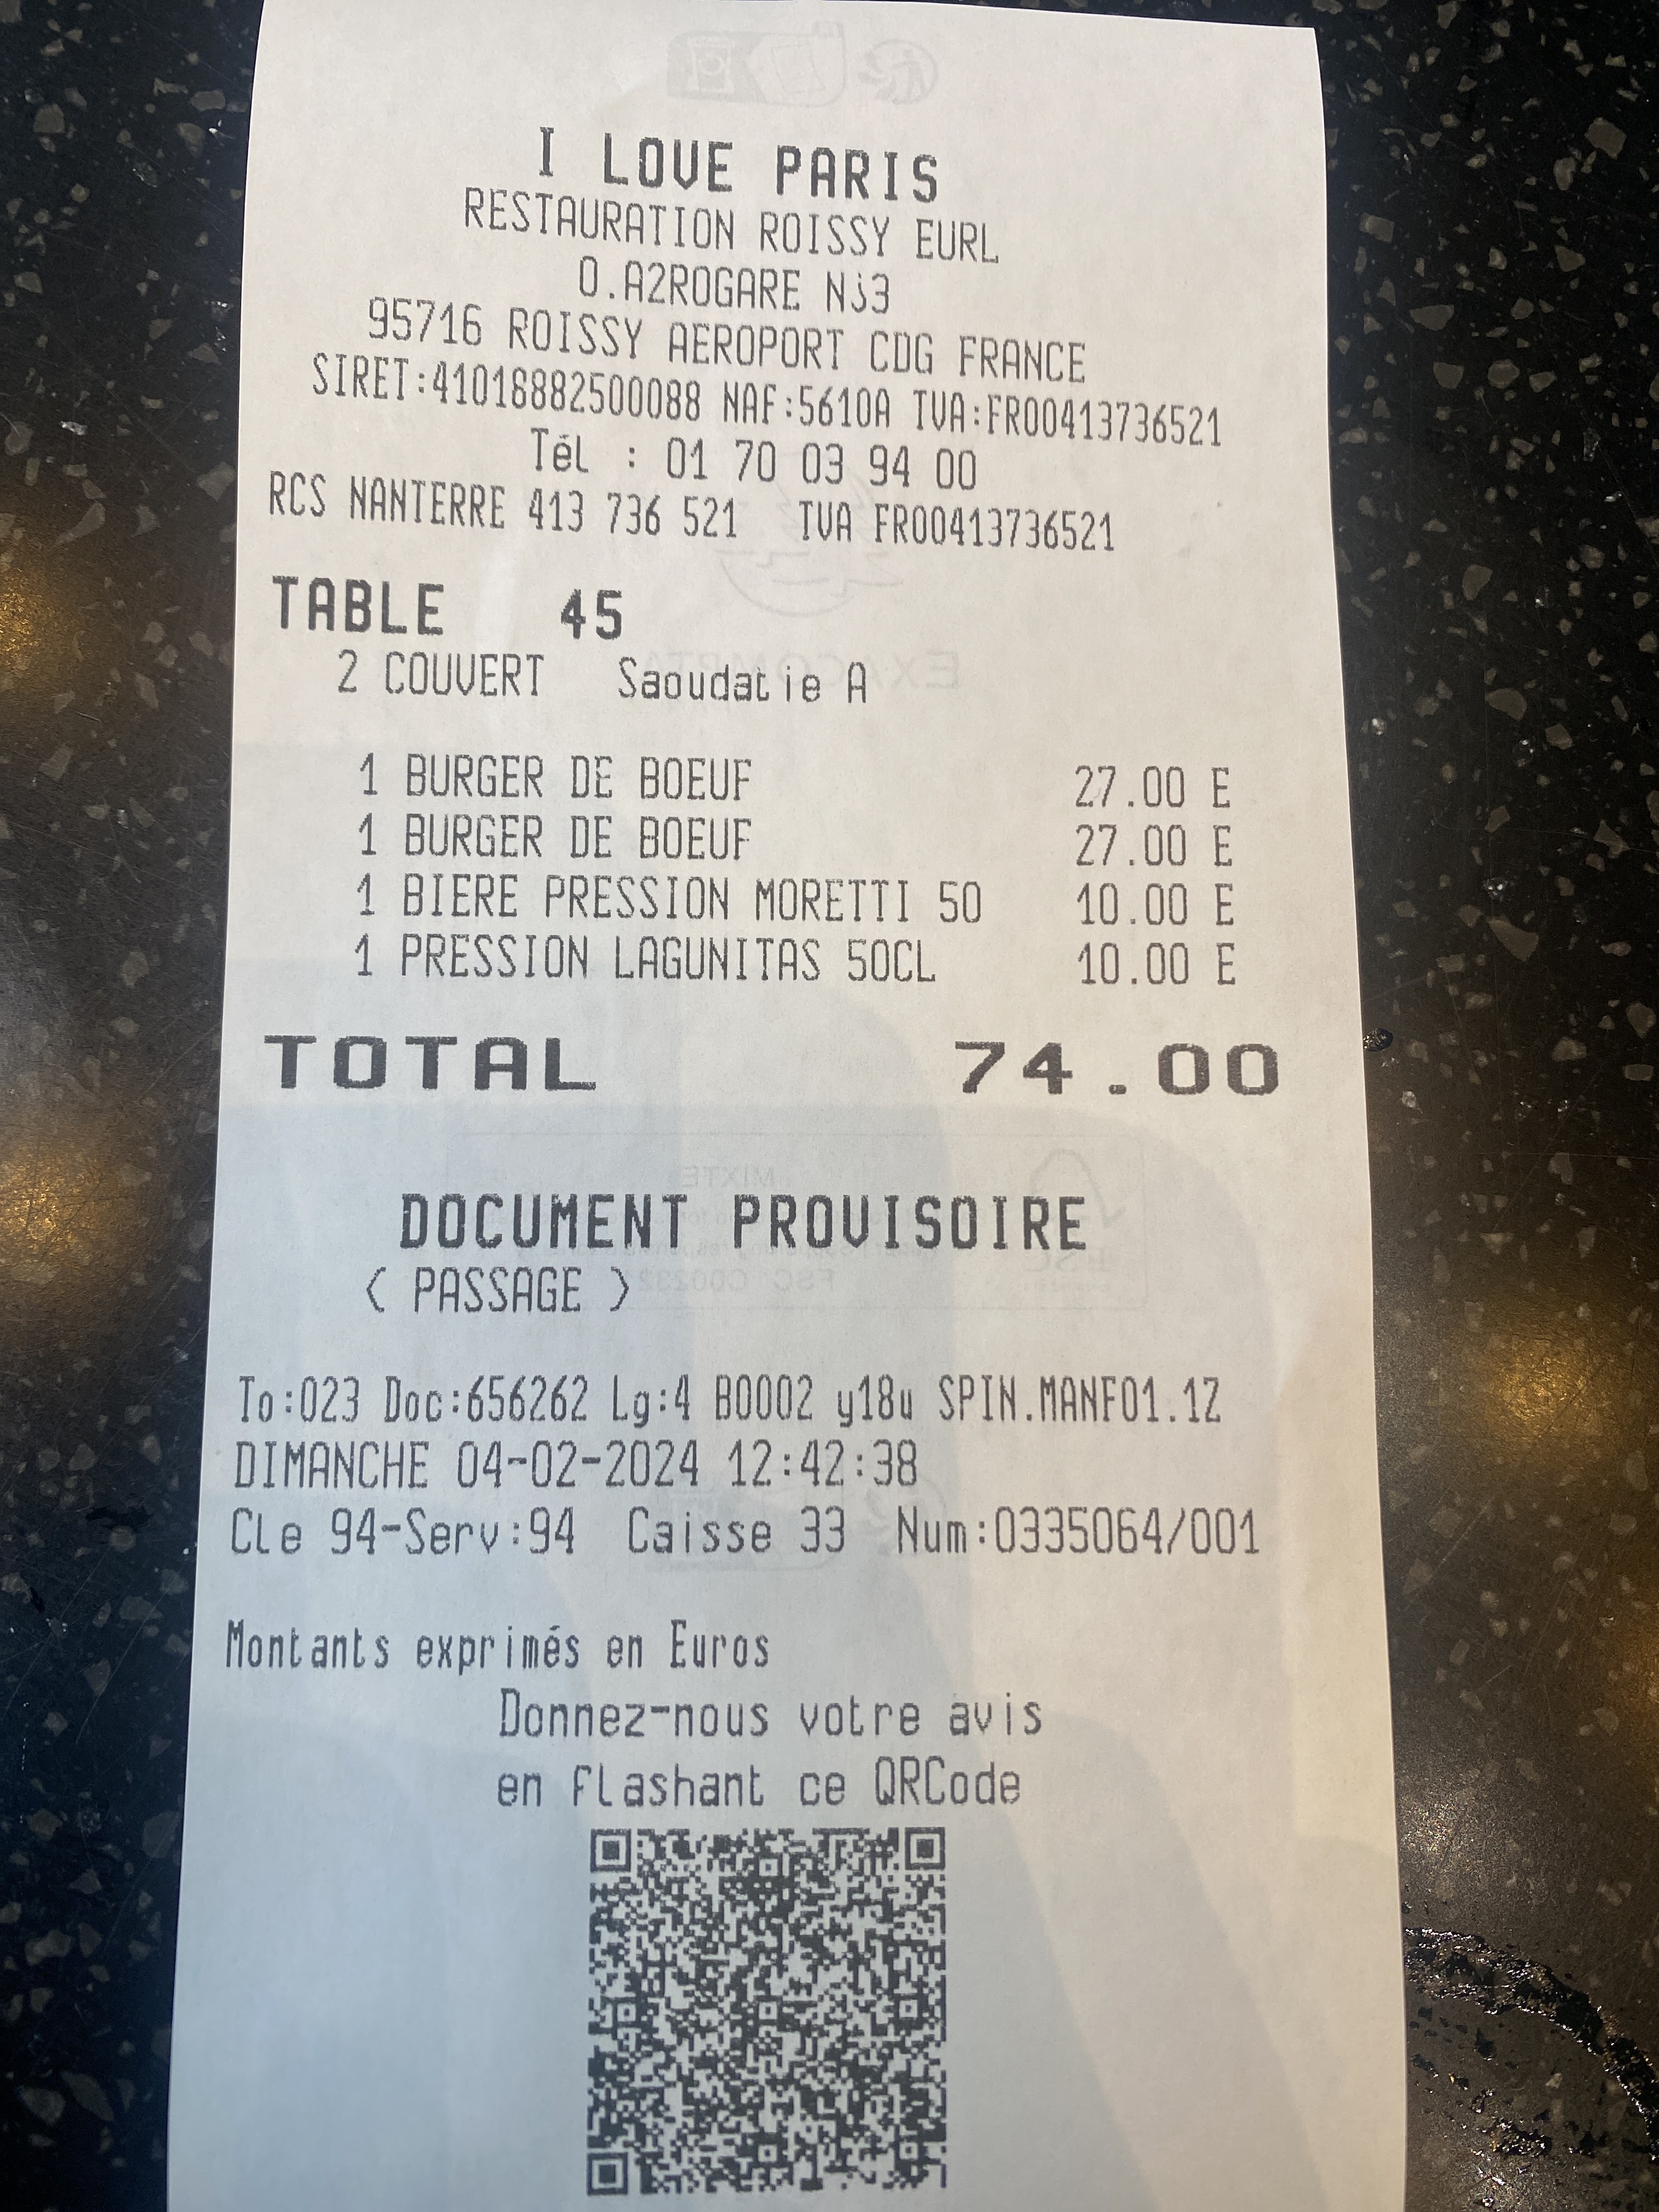 I LOVE PARIS
RESTAURATION ROISSY EURL
0.A2ROGARE Nj3
95716 ROISSY AEROPORT CDG FRANCE
SIRET:41016882500088 NAF:5610A TVA:FR00413736521
Tél : 01 70 03 94 00
RCS NANTERRE 413 736 521 TVA FR00413736521
TABLE 45
2 COUVERT Saoudatie A
1 BURGER DE BOEUF 27.00 E
1 BURGER DE BOEUF 27.00 E
1 BIERE PRESSION MORETTI 50 10.00 E
1 PRESSION LAGUNITAS 50CL 10.00 E
TOTAL 74.00
DOCUMENT PROVISOIRE
( PASSAGE )
To:023 Doc:656262 Lg:4 B0002 y18u SPIN.MANF01.1Z
DIMANCHE 04-02-2024 12:42:38
Cle 94-Serv:94 Caisse 33 Num:0335064/001
Montants exprimés en Euros
Donnez-nous votre avis
en flashant ce QRCode